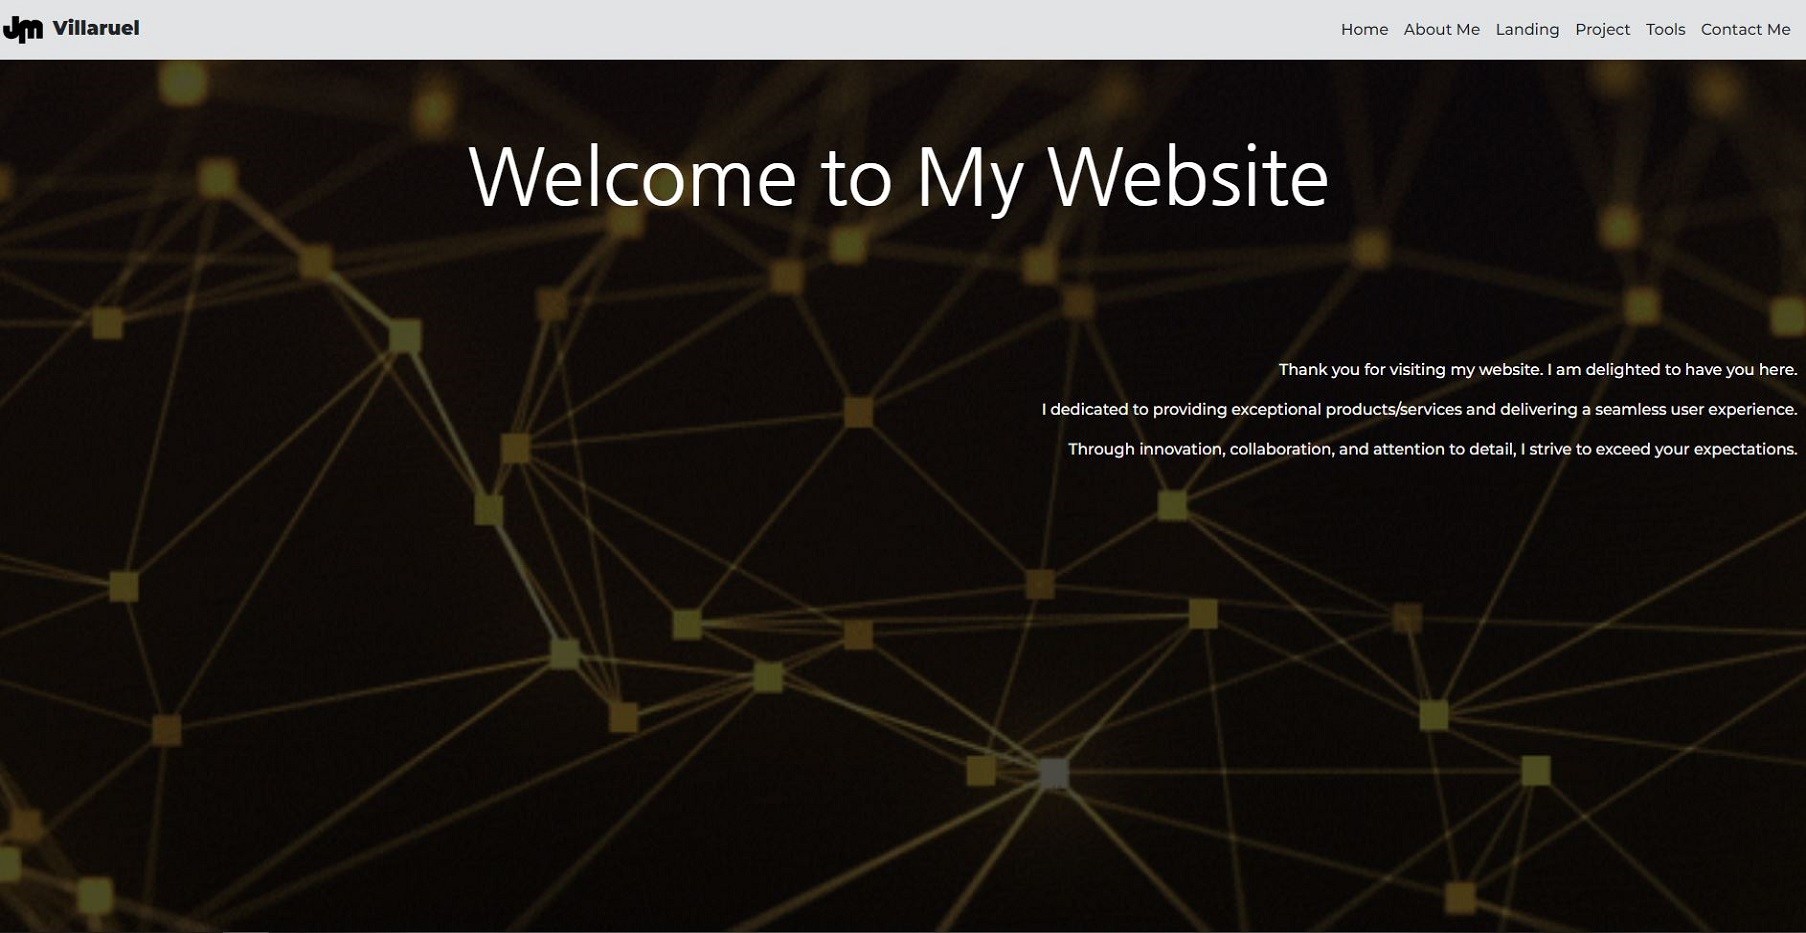 Jm Villaruel
Home About Me Landing Project Tools Contact Me
Welcome to My Website
Thank you for visiting my website. I am delighted to have you here.
I dedicated to providing exceptional products/services and delivering a seamless user experience.
Through innovation, collaboration, and attention to detail, I strive to exceed your expectations.